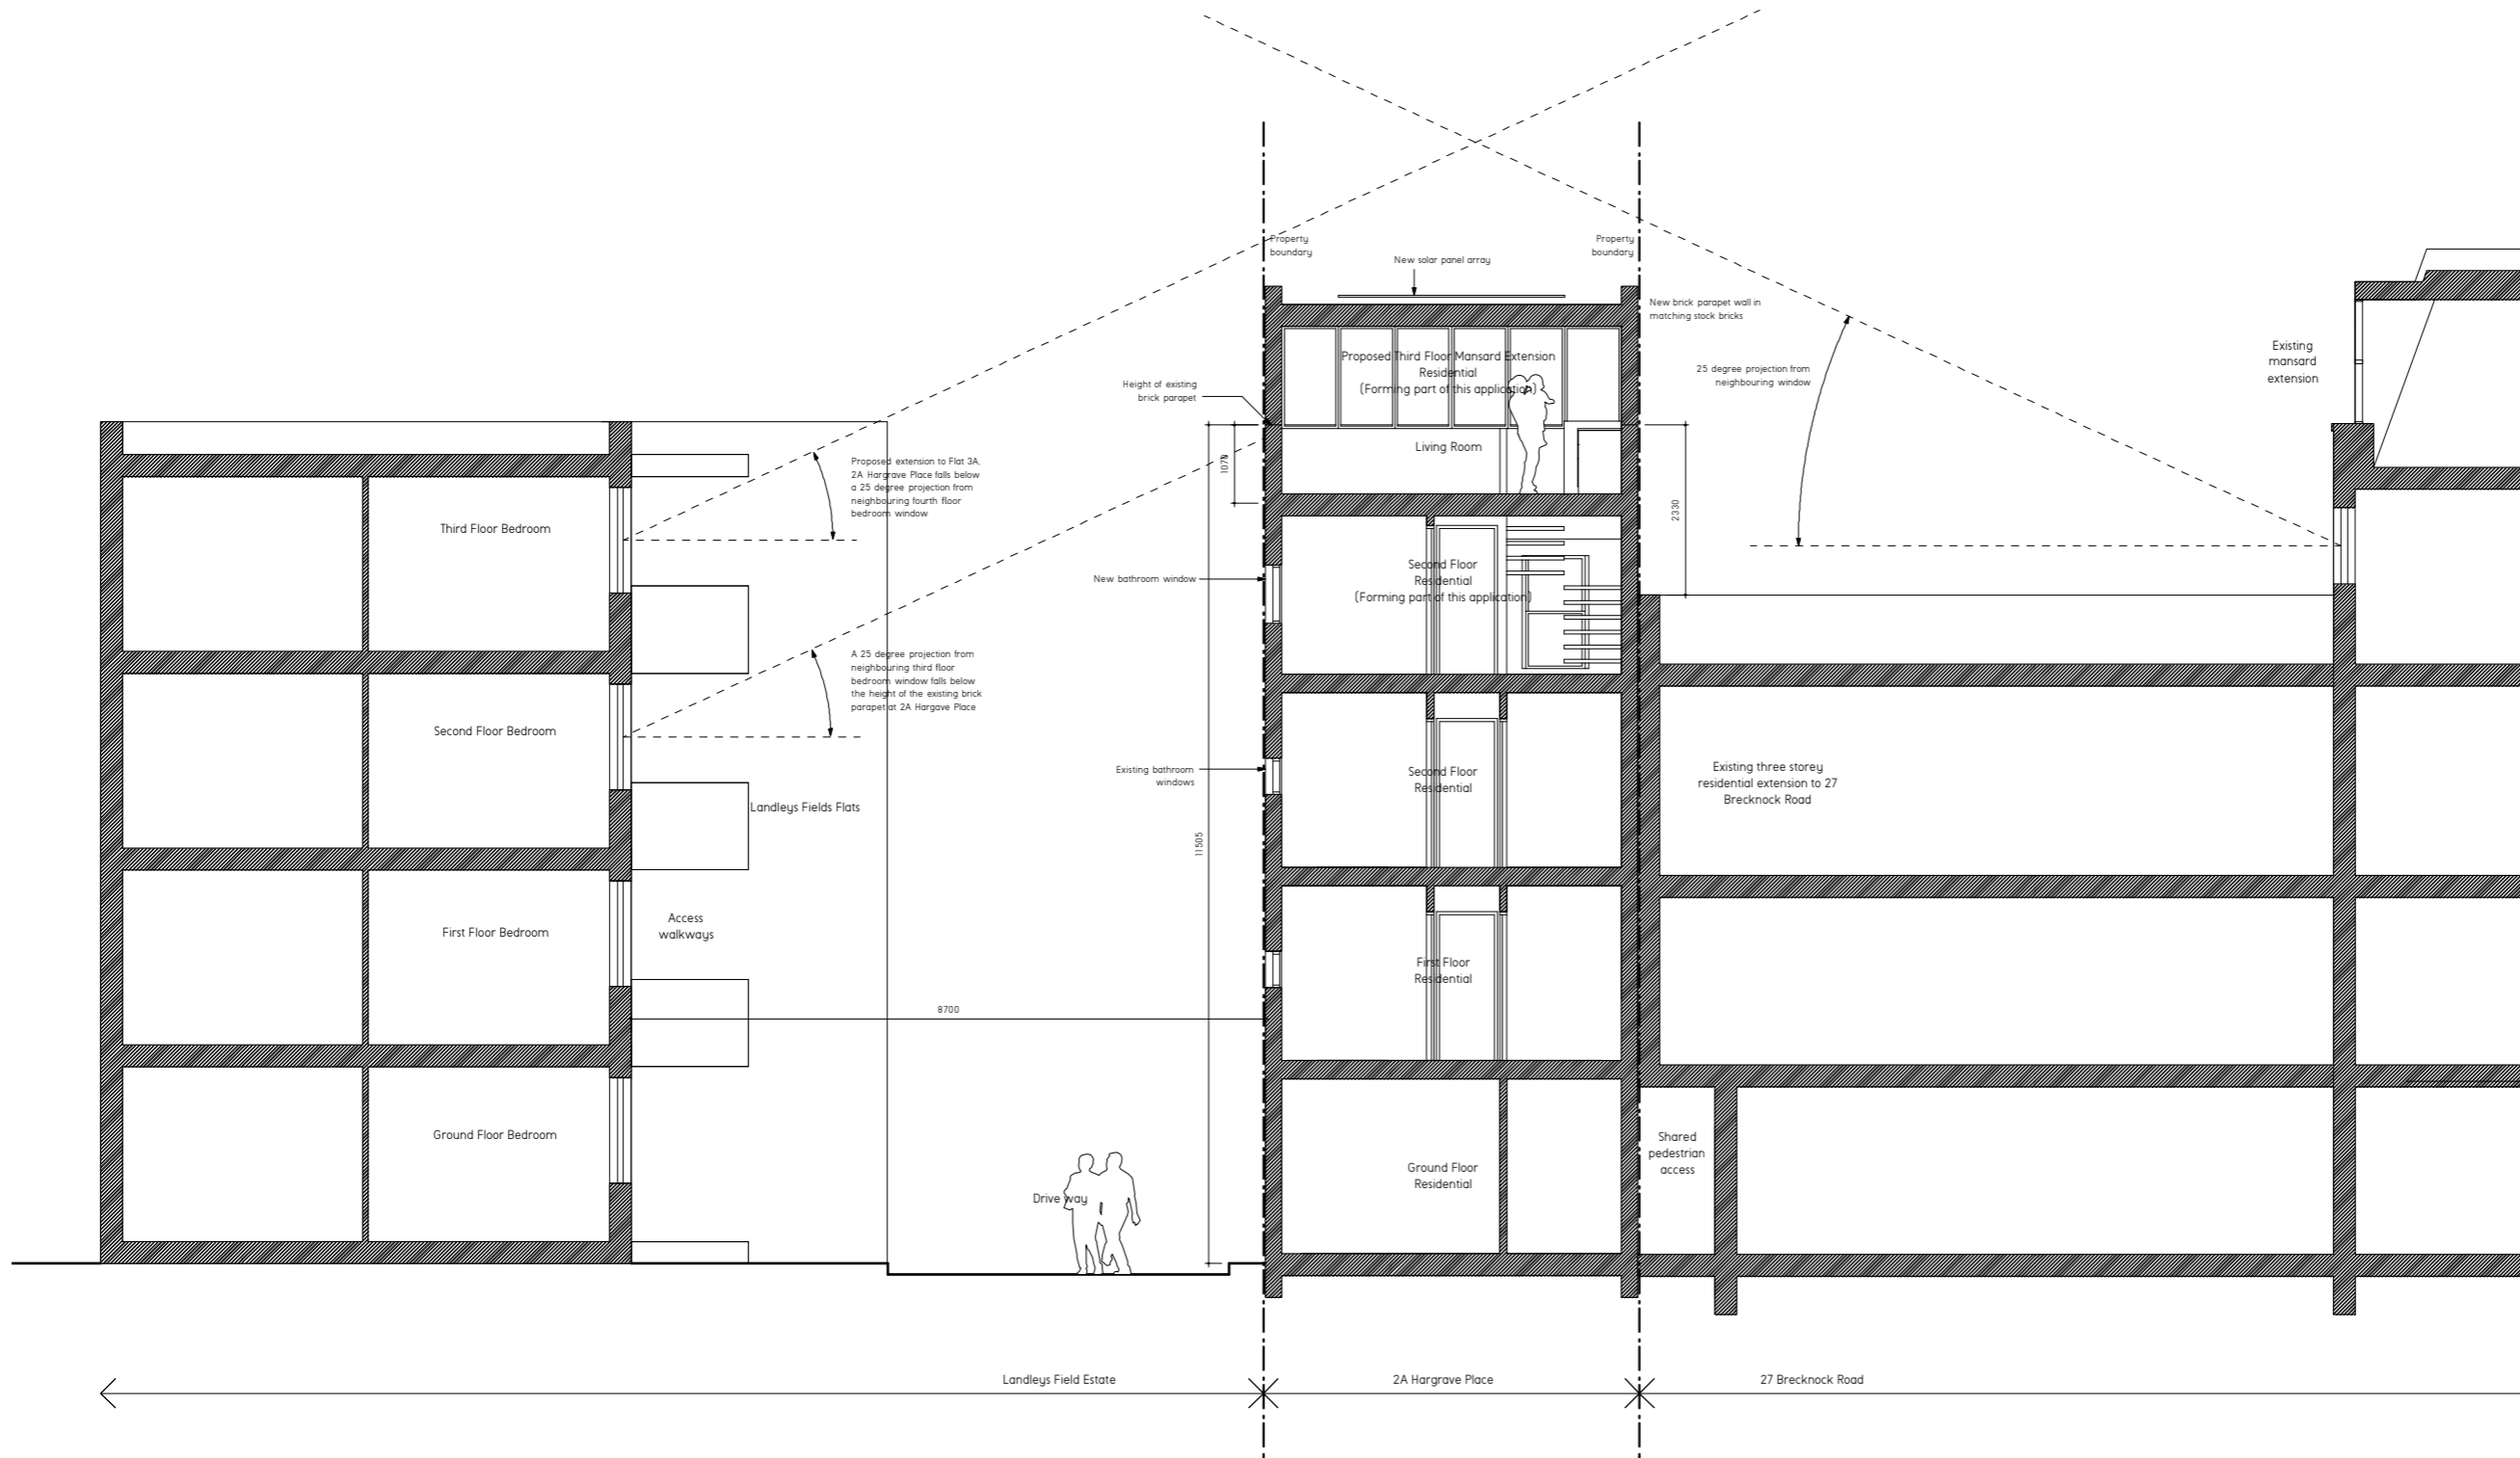 Property
boundary
Property
boundary
New solar panel array
New brick parapet wall in
matching stock bricks
Proposed Third Floor Mansard Extension
Residential
(Forming part of this application)
Existing
mansard
extension
25 degree projection from
neighbouring window
Height of existing
brick parapet
Living Room
1070
2330
Proposed extension to Flat 3A,
2A Hargrave Place falls below
a 25 degree projection from
neighbouring fourth floor
bedroom window
Third Floor Bedroom
New bathroom window
Second Floor
Residential
(Forming part of this application)
A 25 degree projection from
neighbouring third floor
bedroom window falls below
the height of the existing brick
parapet at 2A Hargave Place
Second Floor Bedroom
Landleys Fields Flats
Existing bathroom
windows
Second Floor
Residential
Existing three storey
residential extension to 27
Brecknock Road
11505
First Floor Bedroom
Access
walkways
First Floor
Residential
8700
Ground Floor Bedroom
Drive way
Ground Floor
Residential
Shared
pedestrian
access
Landleys Field Estate
2A Hargrave Place
27 Brecknock Road